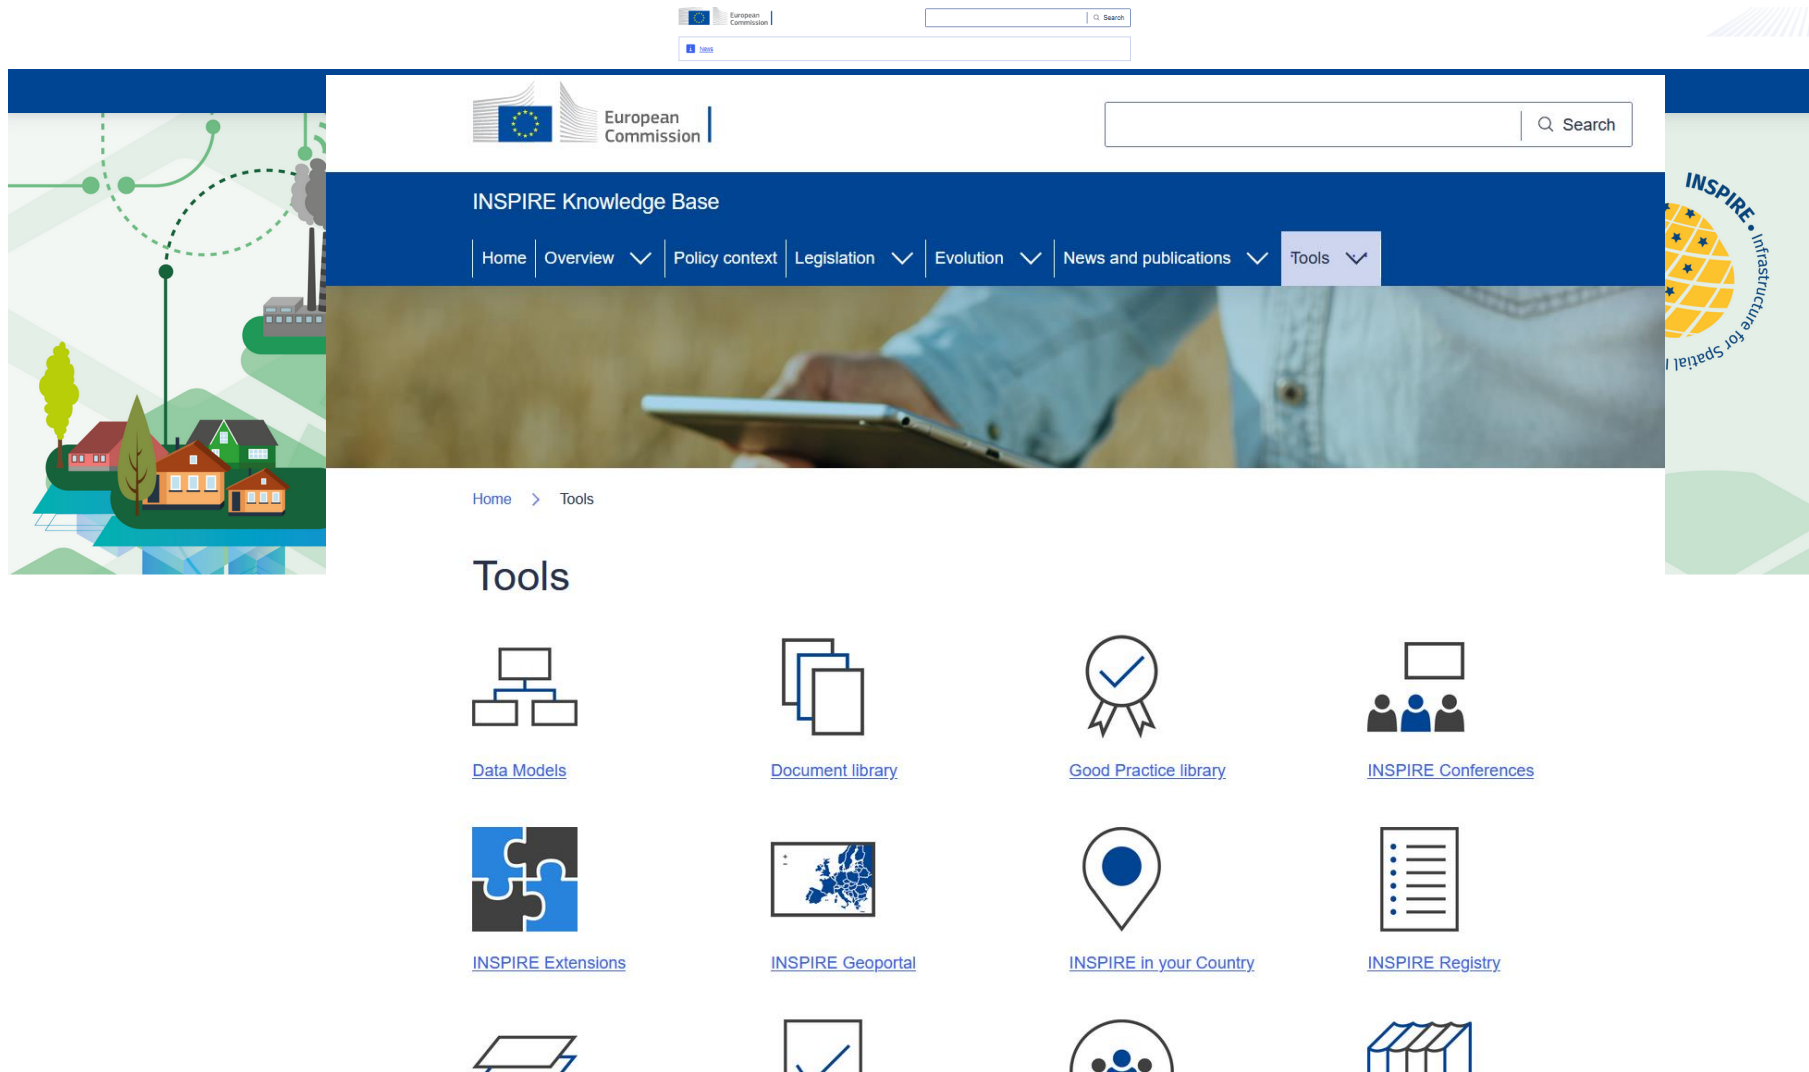 European
Commission
Search
News
European
Commission
Search
INSPIRE Knowledge Base
Home
Overview
Policy context
Legislation
Evolution
News and publications
Tools
INSPIRE • Infrastructure for Spatial
Home > Tools
Tools
Data Models
Document library
Good Practice library
INSPIRE Conferences
INSPIRE Extensions
INSPIRE Geoportal
INSPIRE in your Country
INSPIRE Registry